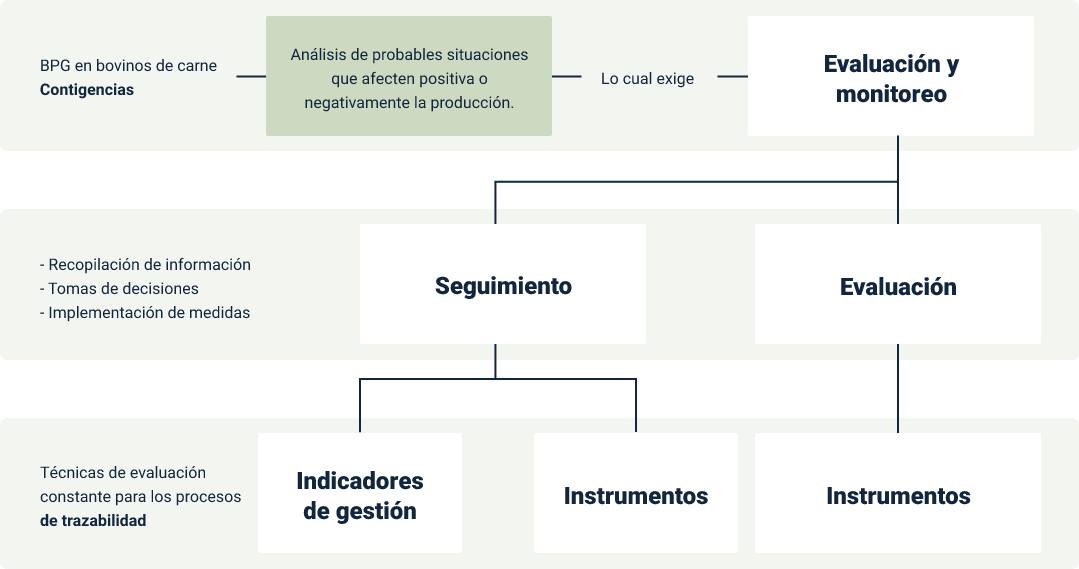 BPG en bovinos de carne
Contigencias
Análisis de probables situaciones
que afecten positiva o
negativamente la producción.
Lo cual exige
Evaluación y
monitoreo
- Recopilación de información
- Tomas de decisiones
- Implementación de medidas
Seguimiento
Evaluación
Técnicas de evaluación
constante para los procesos
de trazabilidad
Indicadores
de gestión
Instrumentos
Instrumentos